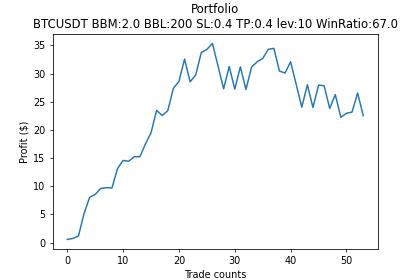 Portfolio
BTCUSDT BBM:2.0 BBL:200 SL:0.4 TP:0.4 lev:10 WinRatio:67.0
Profit ($)
35
30
25
20
15
10
5
0
0 10 20 30 40 50
Trade counts